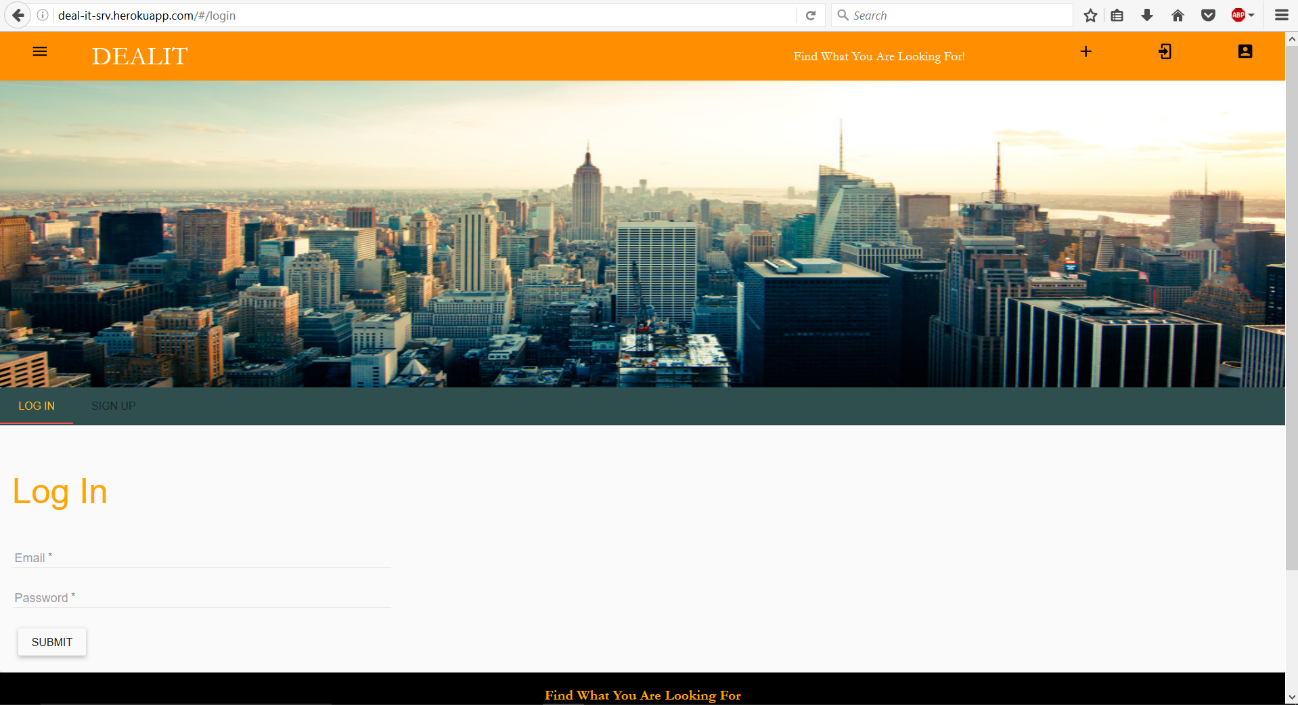 deal-it-srv.herokuapp.com/#/login
Search
ABP
DEALIT
Find What You Are Looking For!
LOG IN
SIGN UP
Log In
Email *
Password *
SUBMIT
Find What You Are Looking For